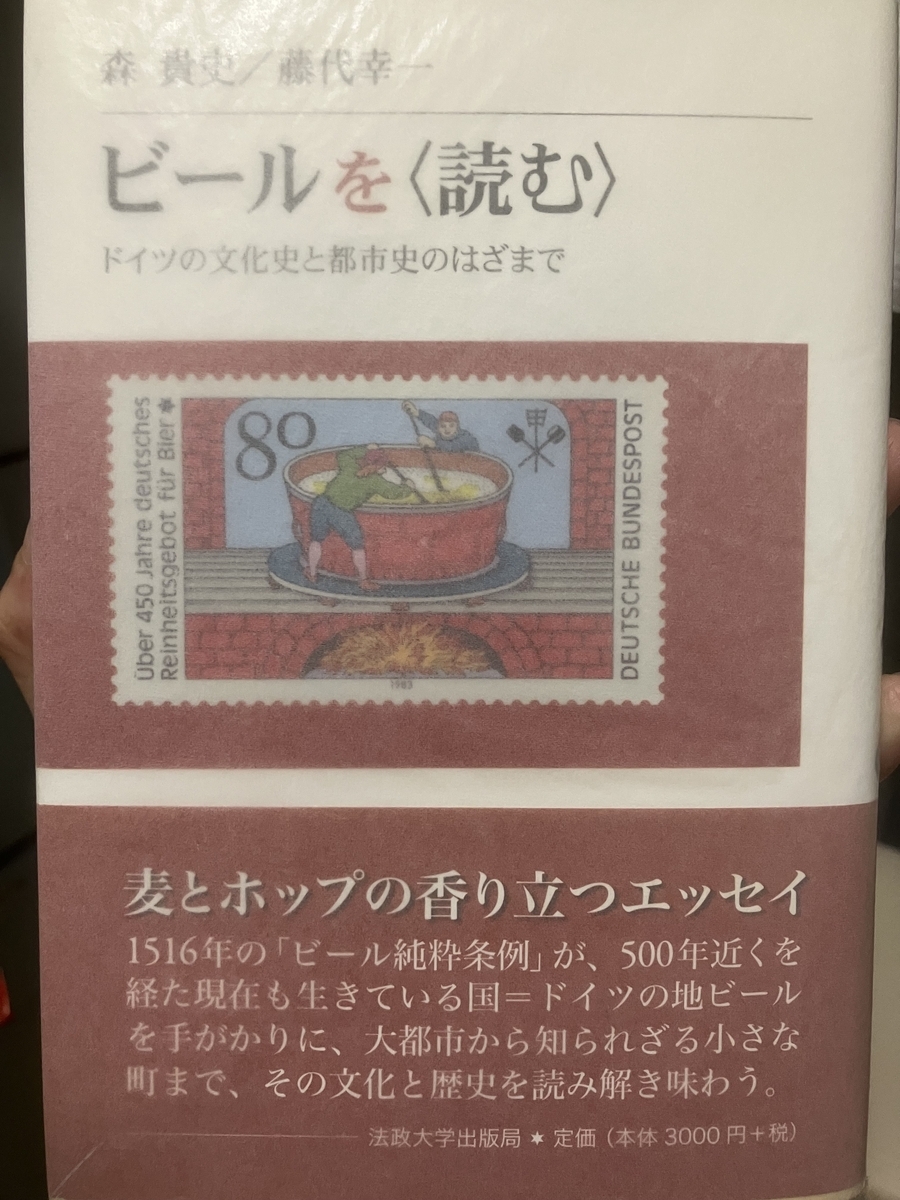 森 貴史／藤代幸一
ビールを〈読む〉
ドイツの文化史と都市史のはざまで
Über 450 Jahre deutsches
Reinheitsgebot für Bier*
80
DEUTSCHE BUNDESPOST
1983
麦とホップの香り立つエッセイ
1516年の「ビール純粋条例」が、500年近くを
経た現在も生きている国＝ドイツの地ビール
を手がかりに、大都市から知られざる小さな
町まで、その文化と歴史を読み解き味わう。
法政大学出版局 ★ 定価（本体 3000 円＋税）